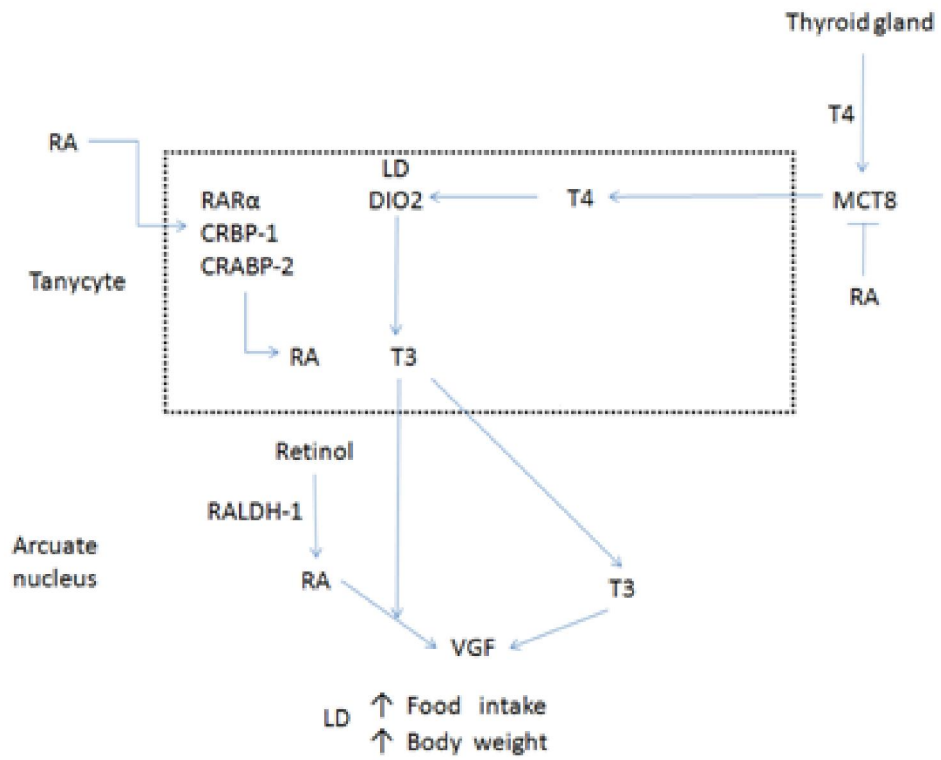 Thyroid gland
T4
RA
LD
RARα
DIO2
T4
MCT8
CRBP-1
CRABP-2
Tanycyte
RA
RA
T3
Retinol
RALDH-1
Arcuate
nucleus
RA
T3
VGF
LD ↑ Food intake
↑ Body weight